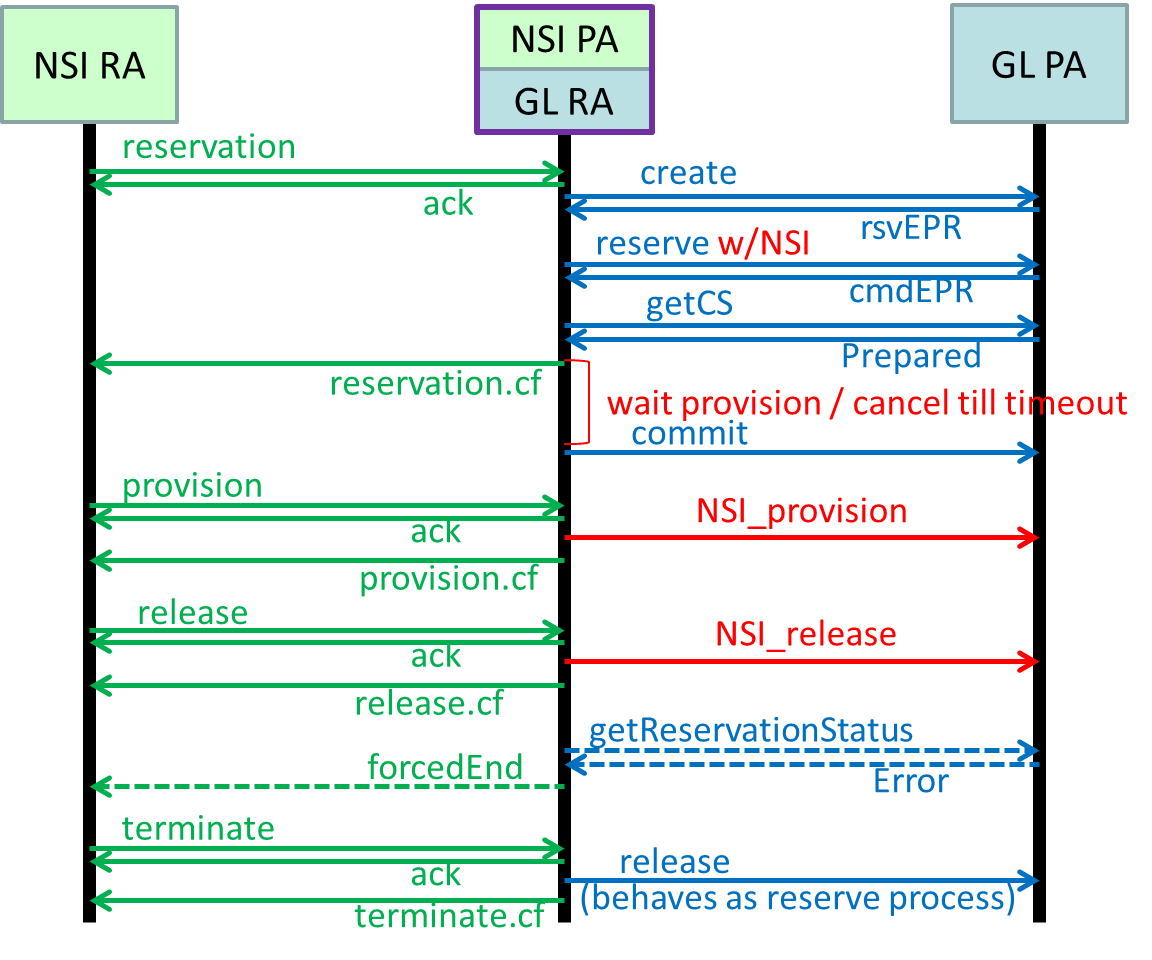 NSI RA
NSI PA
GL RA
GL PA
reservation
ack
create
rsvEPR
reserve w/NSI
cmdEPR
getCS
Prepared
reservation.cf
wait provision / cancel till timeout
commit
provision
ack
NSI_provision
provision.cf
release
ack
NSI_release
release.cf
getReservationStatus
Error
forcedEnd
terminate
ack
release
(behaves as reserve process)
terminate.cf